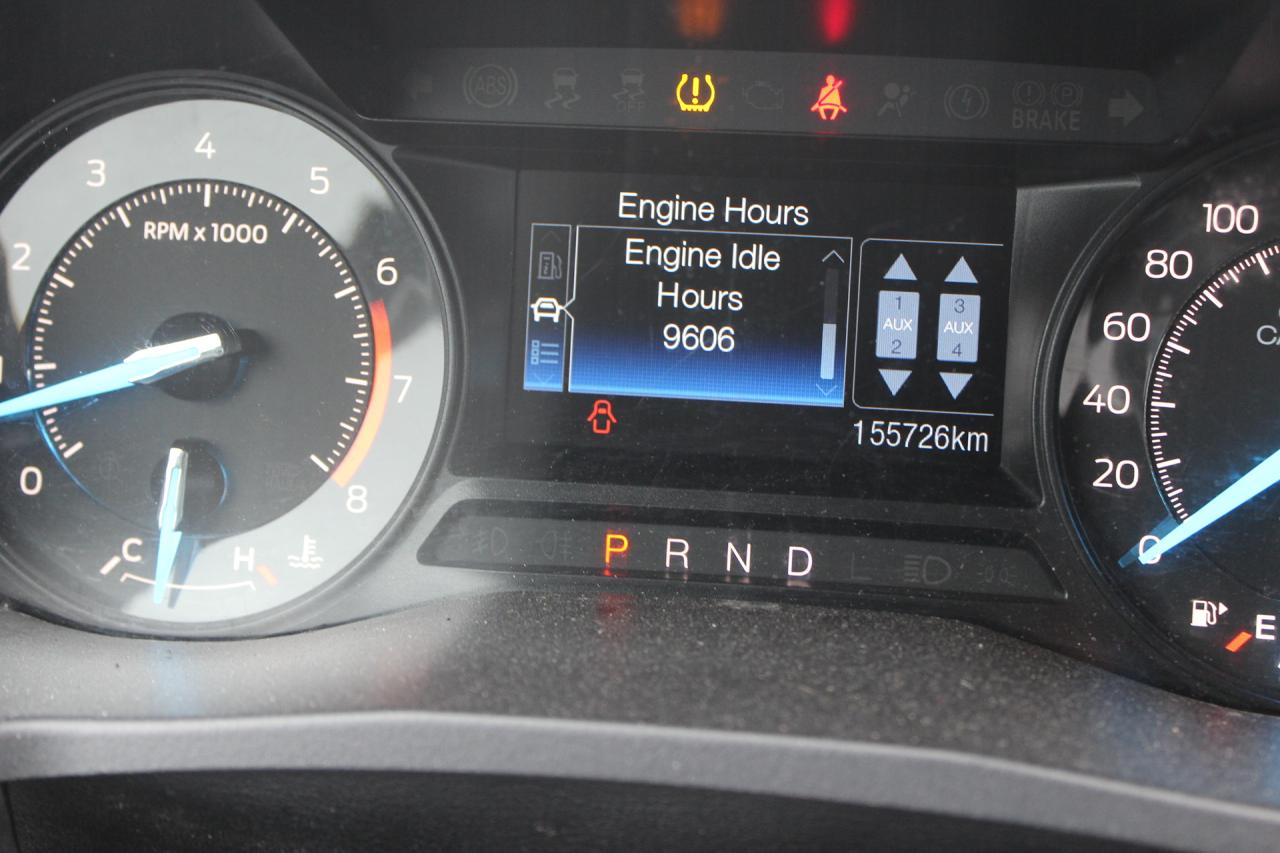 ABS
OFF
BRAKE
4
3
5
RPM x 1000
2
6
7
0
8
C
H
Engine Hours
Engine Idle
Hours
9606
1
AUX
2
3
AUX
4
155726km
P R N D L
100
80
60
40
20
0
E